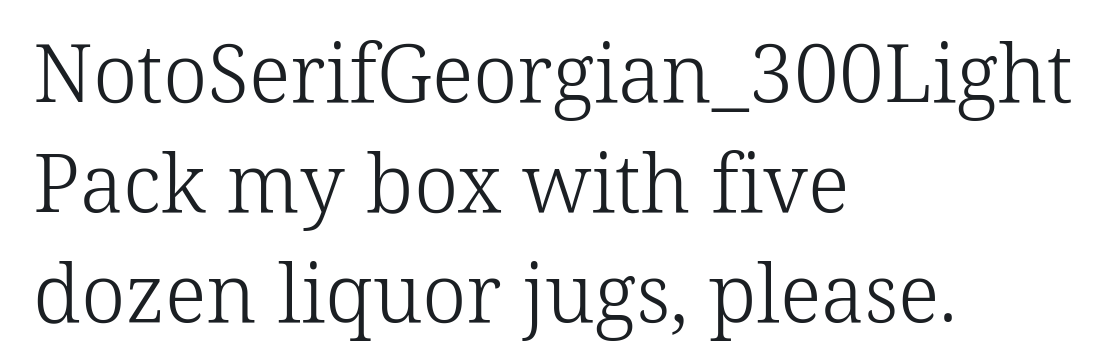 NotoSerifGeorgian_300Light
Pack my box with five
dozen liquor jugs, please.